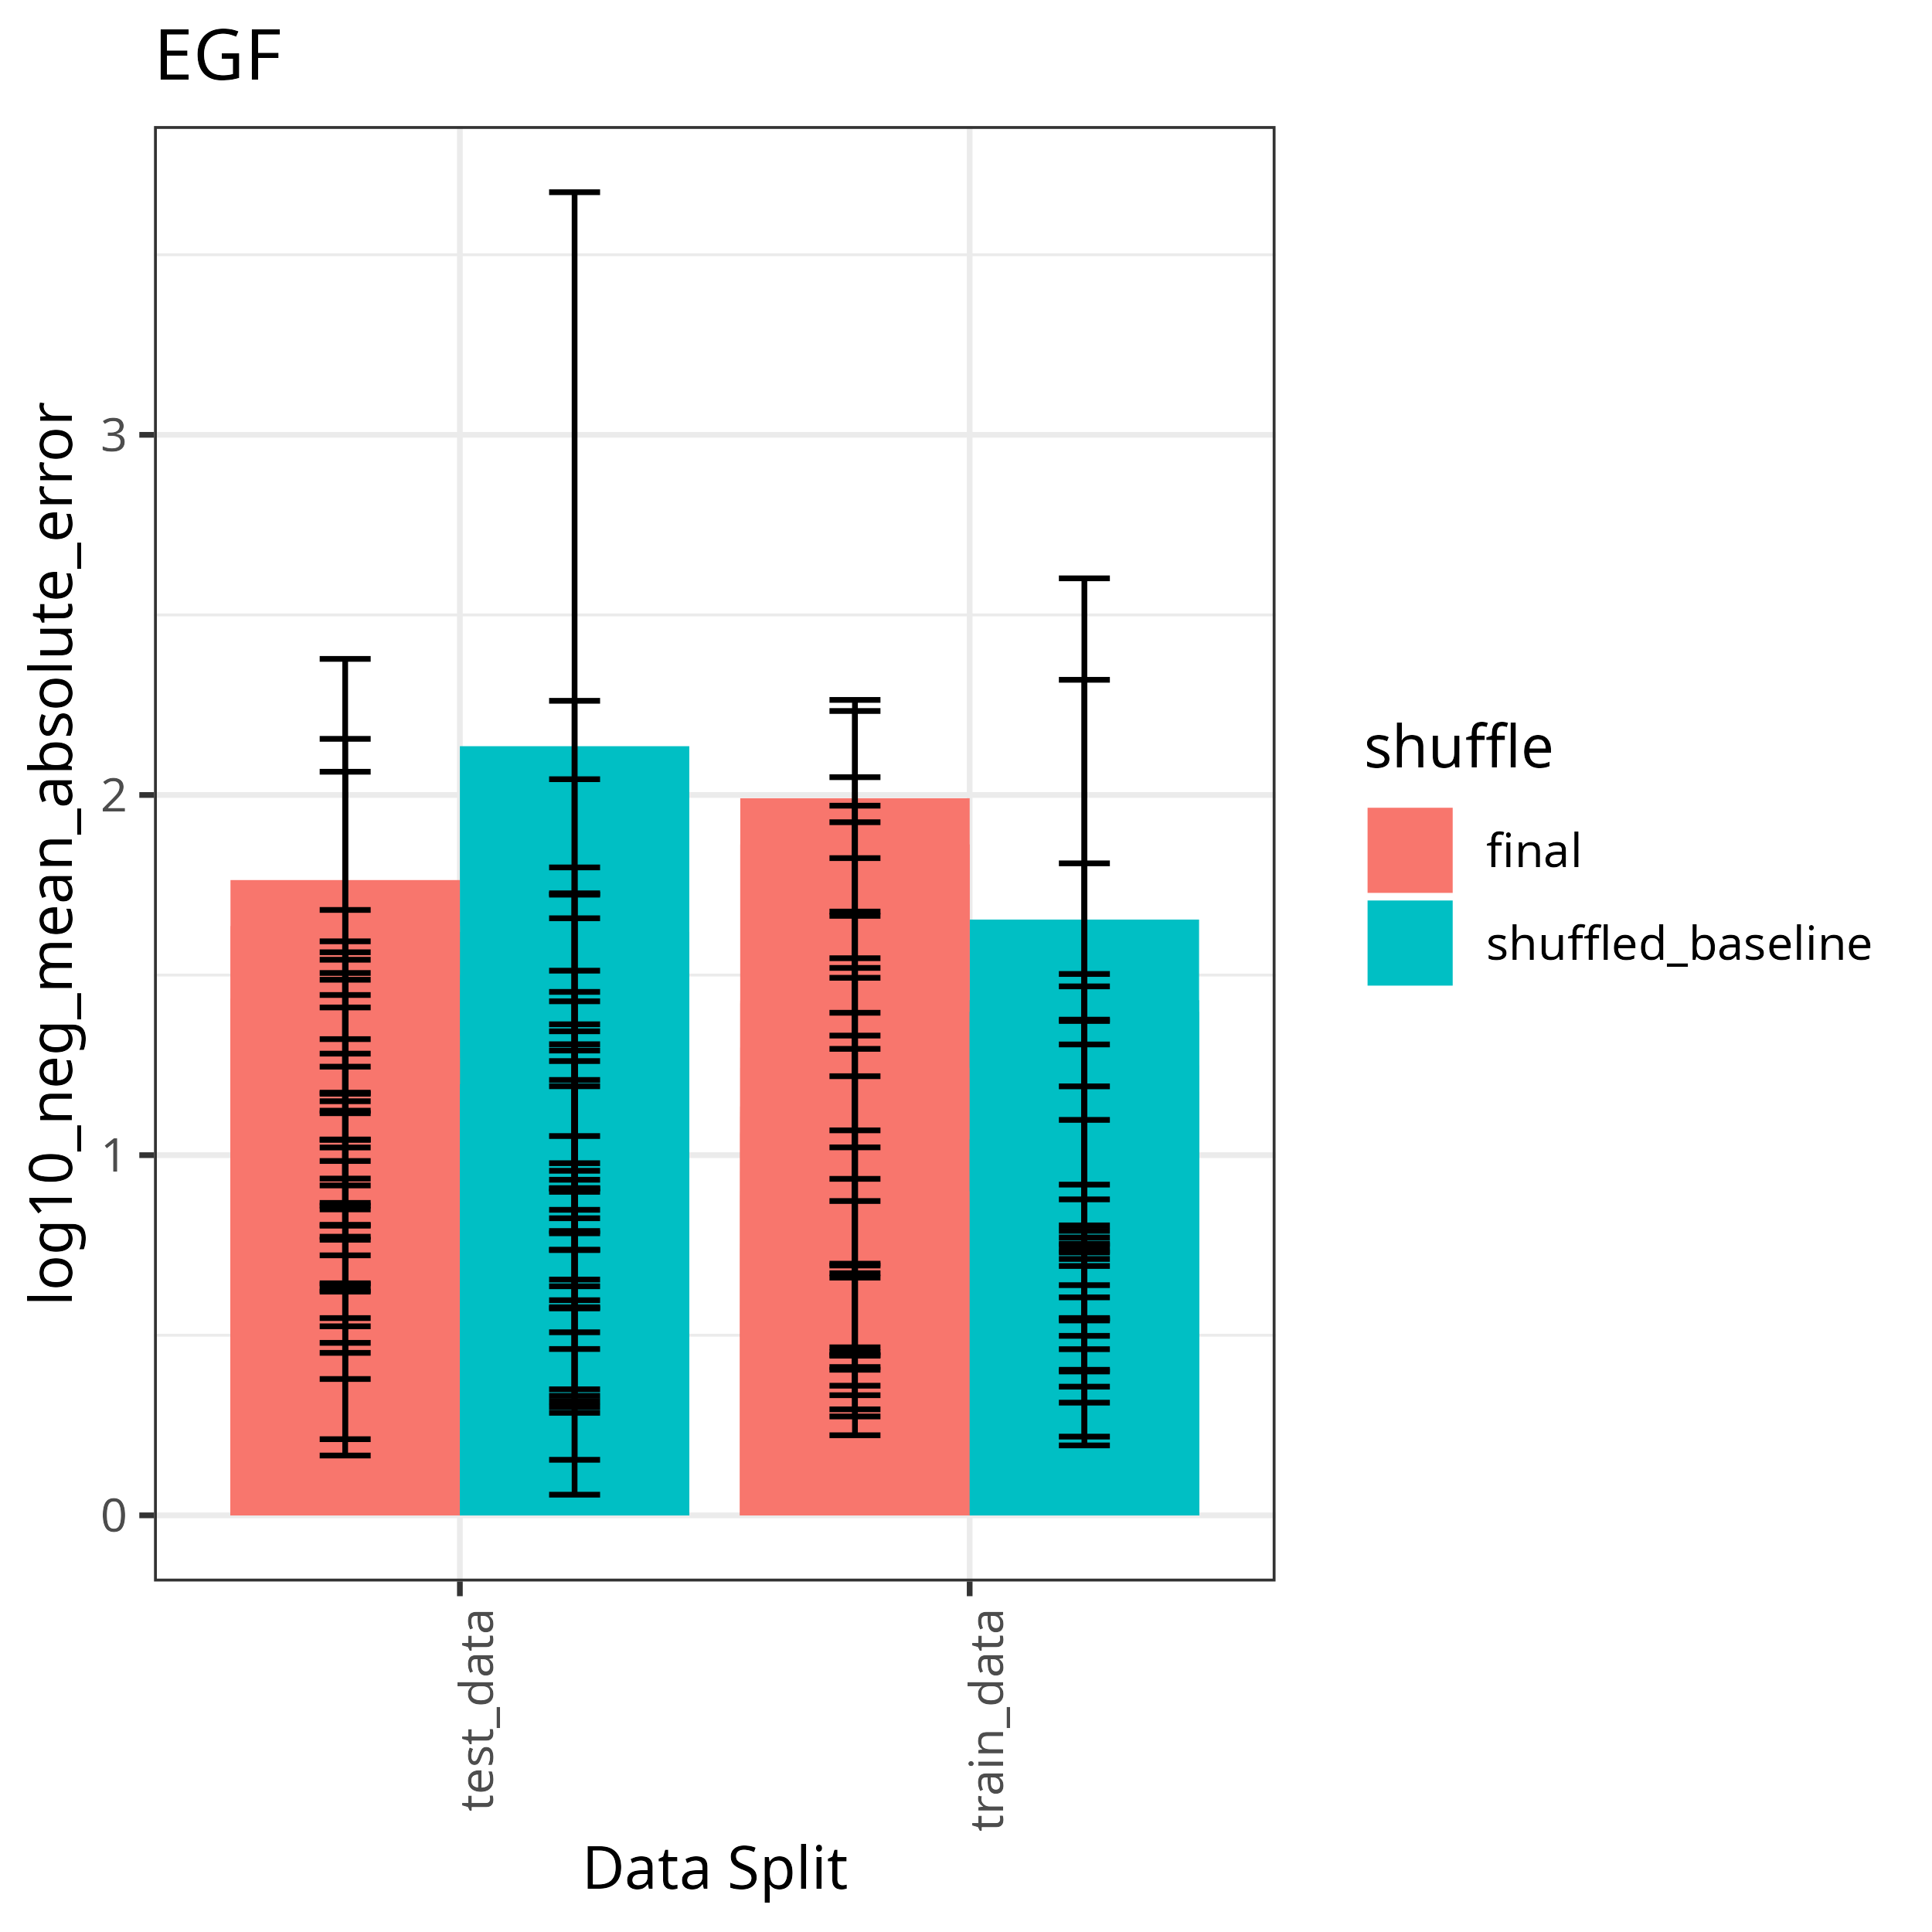 EGF
log10_neg_mean_absolute_error
3
2
1
0
test_data
train_data
Data Split
shuffle
final
shuffled_baseline